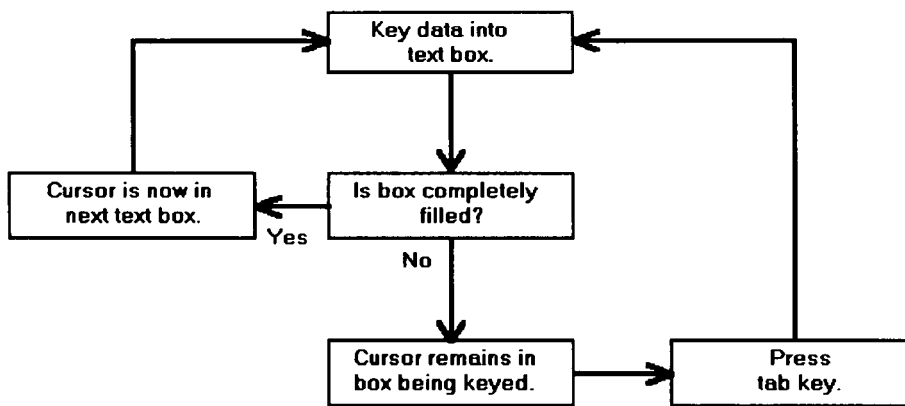 Key data into
text box.
Cursor is now in
next text box.
Is box completely
filled?
Yes
No
Cursor remains in
box being keyed.
Press
tab key.